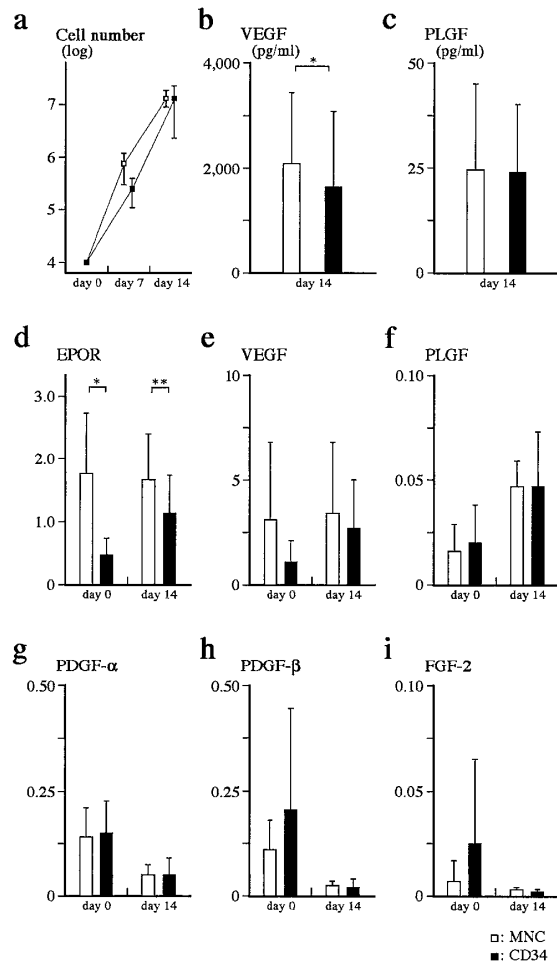 a
Cell number
(log)
7
6
5
4
day 0 day 7 day 14
b
VEGF
(pg/ml)
4,000
2,000
0
*
day 14
c
PLGF
(pg/ml)
50
25
0
day 14
d
EPOR
3.0
2.0
1.0
0
*
**
day 0 day 14
e
VEGF
10
5
0
day 0 day 14
f
PLGF
0.10
0.05
0
day 0 day 14
g
PDGF-α
0.50
0.25
0
day 0 day 14
h
PDGF-β
0.50
0.25
0
day 0 day 14
i
FGF-2
0.10
0.05
0
day 0 day 14
□: MNC
■: CD34